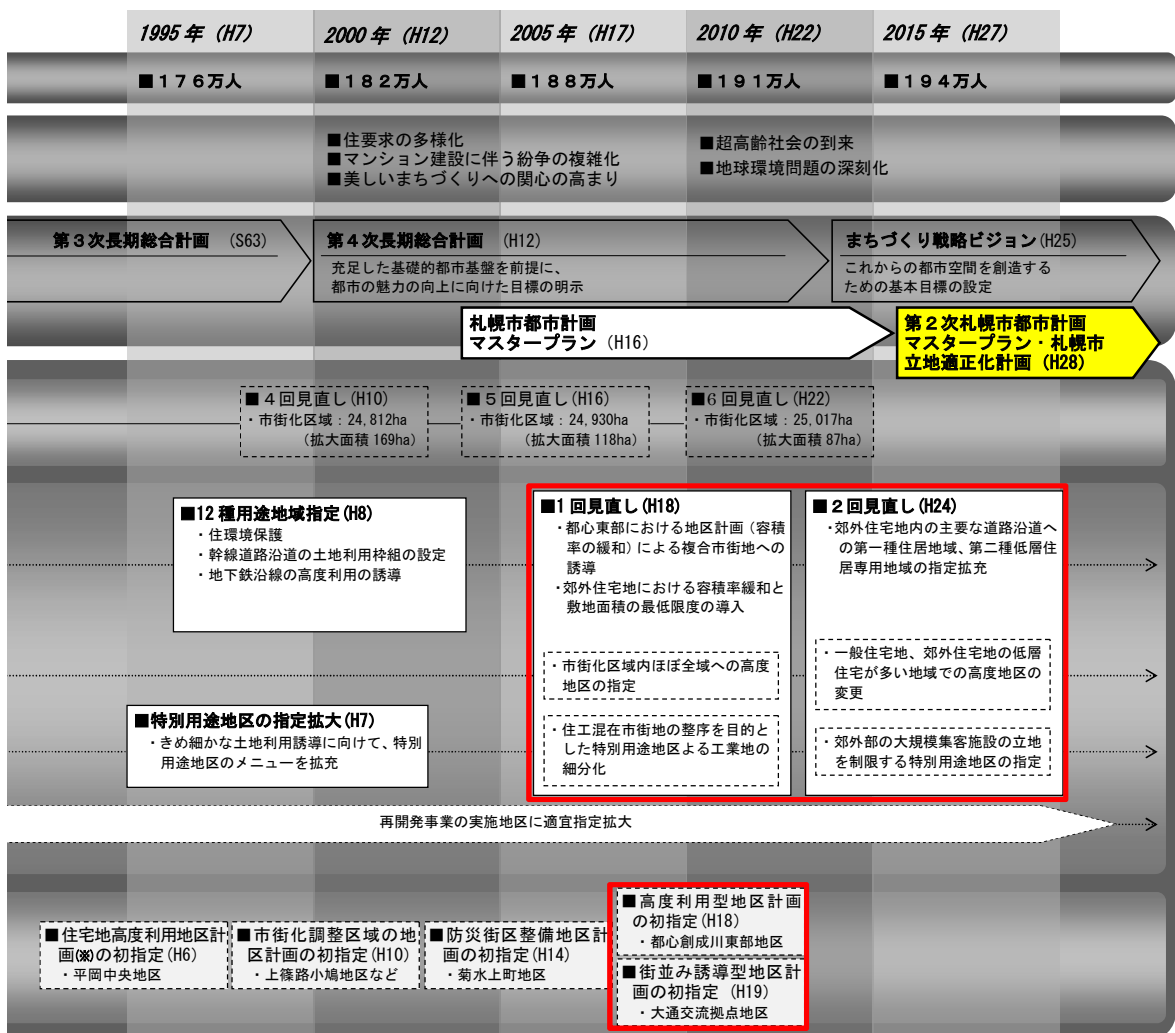 1995年 (H7)
2000年 (H12)
2005年 (H17)
2010年 (H22)
2015年 (H27)
■176万人
■182万人
■188万人
■191万人
■194万人
■住要求の多様化
■マンション建設に伴う紛争の複雑化
■美しいまちづくりへの関心の高まり
■超高齢社会の到来
■地球環境問題の深刻化
第3次長期総合計画 (S63)
第4次長期総合計画 (H12)
充足した基礎的都市基盤を前提に、
都市の魅力の向上に向けた目標の明示
まちづくり戦略ビジョン(H25)
これからの都市空間を創造する
ための基本目標の設定
札幌市都市計画
マスタープラン (H16)
第2次札幌市都市計画
マスタープラン・札幌市
立地適正化計画 (H28)
■4回見直し(H10)
・市街化区域:24,812ha
(拡大面積 169ha)
■5回見直し(H16)
・市街化区域:24,930ha
(拡大面積 118ha)
■6回見直し(H22)
・市街化区域:25,017ha
(拡大面積 87ha)
■12種用途地域指定(H8)
・住環境保護
・幹線道路沿道の土地利用枠組の設定
・地下鉄沿線の高度利用の誘導
■1回見直し(H18)
・都心東部における地区計画(容積
率の緩和)による複合市街地への
誘導
・郊外住宅地における容積率緩和と
敷地面積の最低限度の導入
・市街化区域内ほぼ全域への高度
地区の指定
・住工混在市街地の整序を目的と
した特別用途地区よる工業地の
細分化
■2回見直し(H24)
・郊外住宅地内の主要な道路沿道へ
の第一種住居地域、第二種低層住
居専用地域の指定拡充
・一般住宅地、郊外住宅地の低層
住宅が多い地域での高度地区の
変更
・郊外部の大規模集客施設の立地
を制限する特別用途地区の指定
■特別用途地区の指定拡大(H7)
・きめ細かな土地利用誘導に向けて、特別
用途地区のメニューを拡充
再開発事業の実施地区に適宜指定拡大
■住宅地高度利用地区計
画(※)の初指定(H6)
・平岡中央地区
■市街化調整区域の地
区計画の初指定(H10)
・上篠路小鳩地区など
■防災街区整備地区計
画の初指定(H14)
・菊水上町地区
■高度利用型地区計画
の初指定(H18)
・都心創成川東部地区
■街並み誘導型地区計
画の初指定 (H19)
・大通交流拠点地区